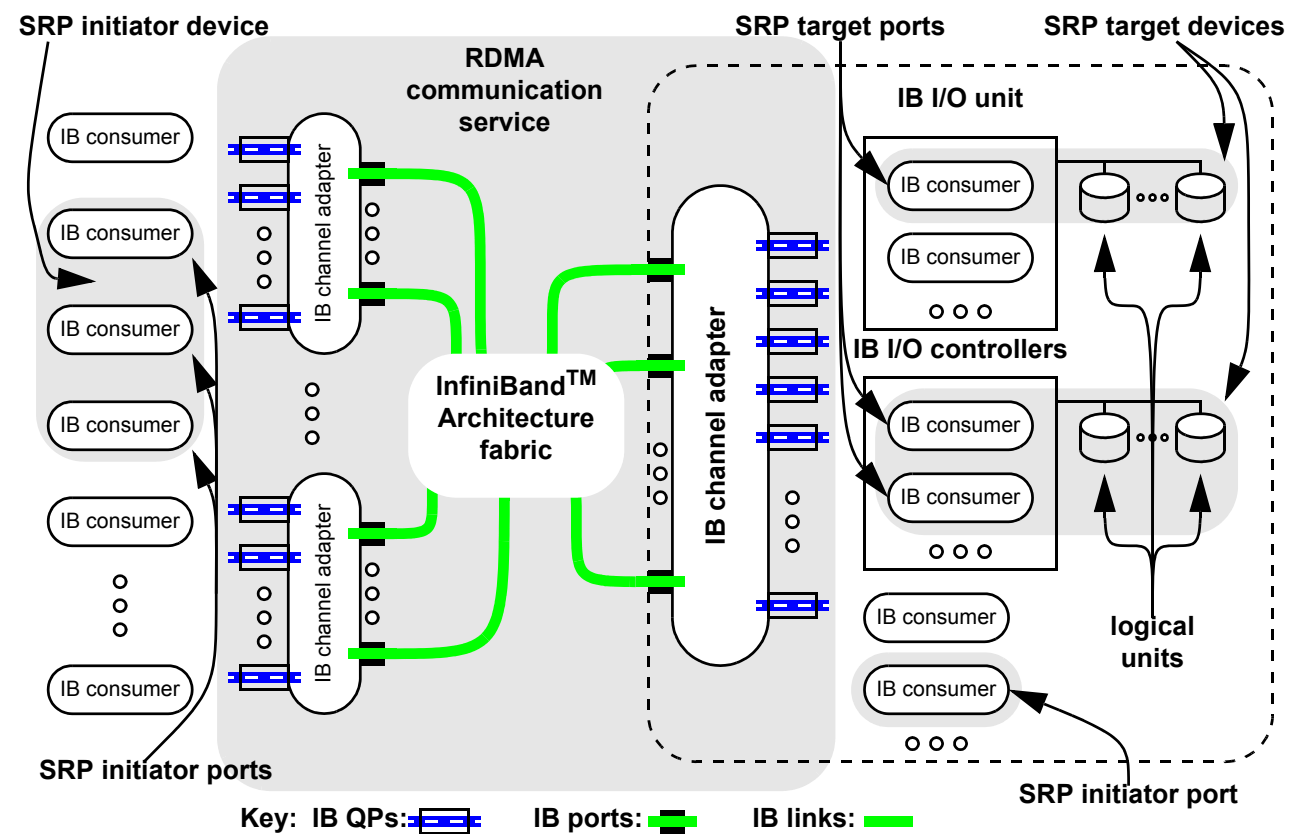 SRP initiator device
SRP target ports
SRP target devices
RDMA
communication
service
IB I/O unit
IB consumer
IB consumer
IB consumer
IB consumer
IB consumer
IB consumer
IB channel adapter
IB channel adapter
InfiniBand™
Architecture
fabric
IB channel adapter
IB consumer
IB consumer
IB I/O controllers
IB consumer
IB consumer
IB consumer
IB consumer
logical
units
SRP initiator ports
SRP initiator port
Key: IB QPs:
IB ports:
IB links: